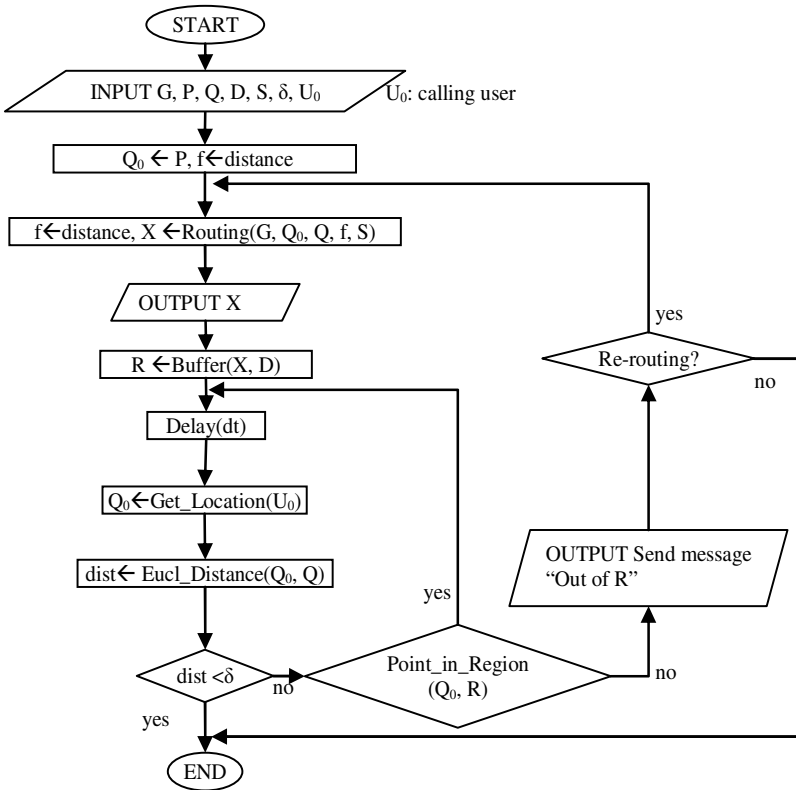 START
INPUT G, P, Q, D, S, δ, U₀
U₀: calling user
Q₀ ← P, f←distance
f←distance, X ←Routing(G, Q₀, Q, f, S)
OUTPUT X
R ←Buffer(X, D)
Delay(dt)
Q₀←Get_Location(U₀)
dist← Eucl_Distance(Q₀, Q)
dist <δ
no
yes
Point_in_Region
(Q₀, R)
yes
no
OUTPUT Send message
“Out of R”
Re-routing?
yes
no
END